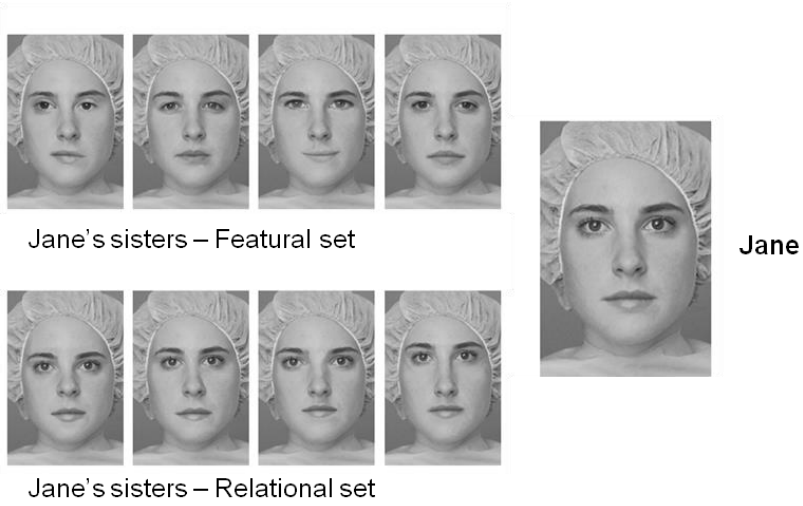 Jane's sisters – Featural set
Jane
Jane's sisters – Relational set